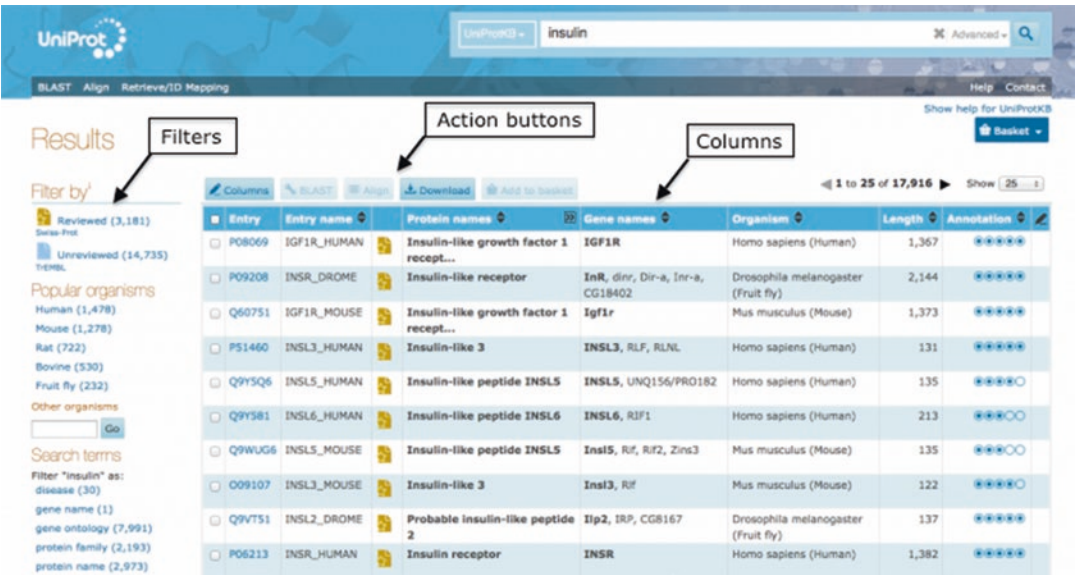 UniProt
UniProtKB
insulin
Advanced
BLAST Align Retrieve/ID Mapping
Help Contact
Show help for UniProtKB
Basket
Results
Filters
Action buttons
Columns
Filter by
Columns BLAST Align Download Add to basket
1 to 25 of 17,916
Show 25
Reviewed (3,181)
Swiss-Prot
Unreviewed (14,735)
TrEMBL
Popular organisms
Human (1,478)
Mouse (1,278)
Rat (722)
Bovine (530)
Fruit fly (232)
Other organisms
Go
Search terms
Filter "insulin" as:
disease (30)
gene name (1)
gene ontology (7,991)
protein family (2,193)
protein name (2,973)
Entry Entry name Protein names Gene names Organism Length Annotation
P08069 IGF1R_HUMAN Insulin-like growth factor 1 recept... IGF1R Homo sapiens (Human) 1,367
P09208 INSR_DROME Insulin-like receptor InR, dinr, Dir-a, Inr-a, CG18402 Drosophila melanogaster (Fruit fly) 2,144
Q60751 IGF1R_MOUSE Insulin-like growth factor 1 recept... Igf1r Mus musculus (Mouse) 1,373
P51460 INSL3_HUMAN Insulin-like 3 INSL3, RLF, RLNL Homo sapiens (Human) 131
Q9Y5Q6 INSL5_HUMAN Insulin-like peptide INSL5 INSL5, UNQ156/PRO182 Homo sapiens (Human) 135
Q9Y581 INSL6_HUMAN Insulin-like peptide INSL6 INSL6, RIF1 Homo sapiens (Human) 213
Q9WUG6 INSL5_MOUSE Insulin-like peptide INSL5 Insl5, Rif, Rif2, Zins3 Mus musculus (Mouse) 135
O09107 INSL3_MOUSE Insulin-like 3 Insl3, Rlf Mus musculus (Mouse) 122
Q9VT51 INSL2_DROME Probable insulin-like peptide 2 Ilp2, IRP, CG8167 Drosophila melanogaster (Fruit fly) 137
P06213 INSR_HUMAN Insulin receptor INSR Homo sapiens (Human) 1,382